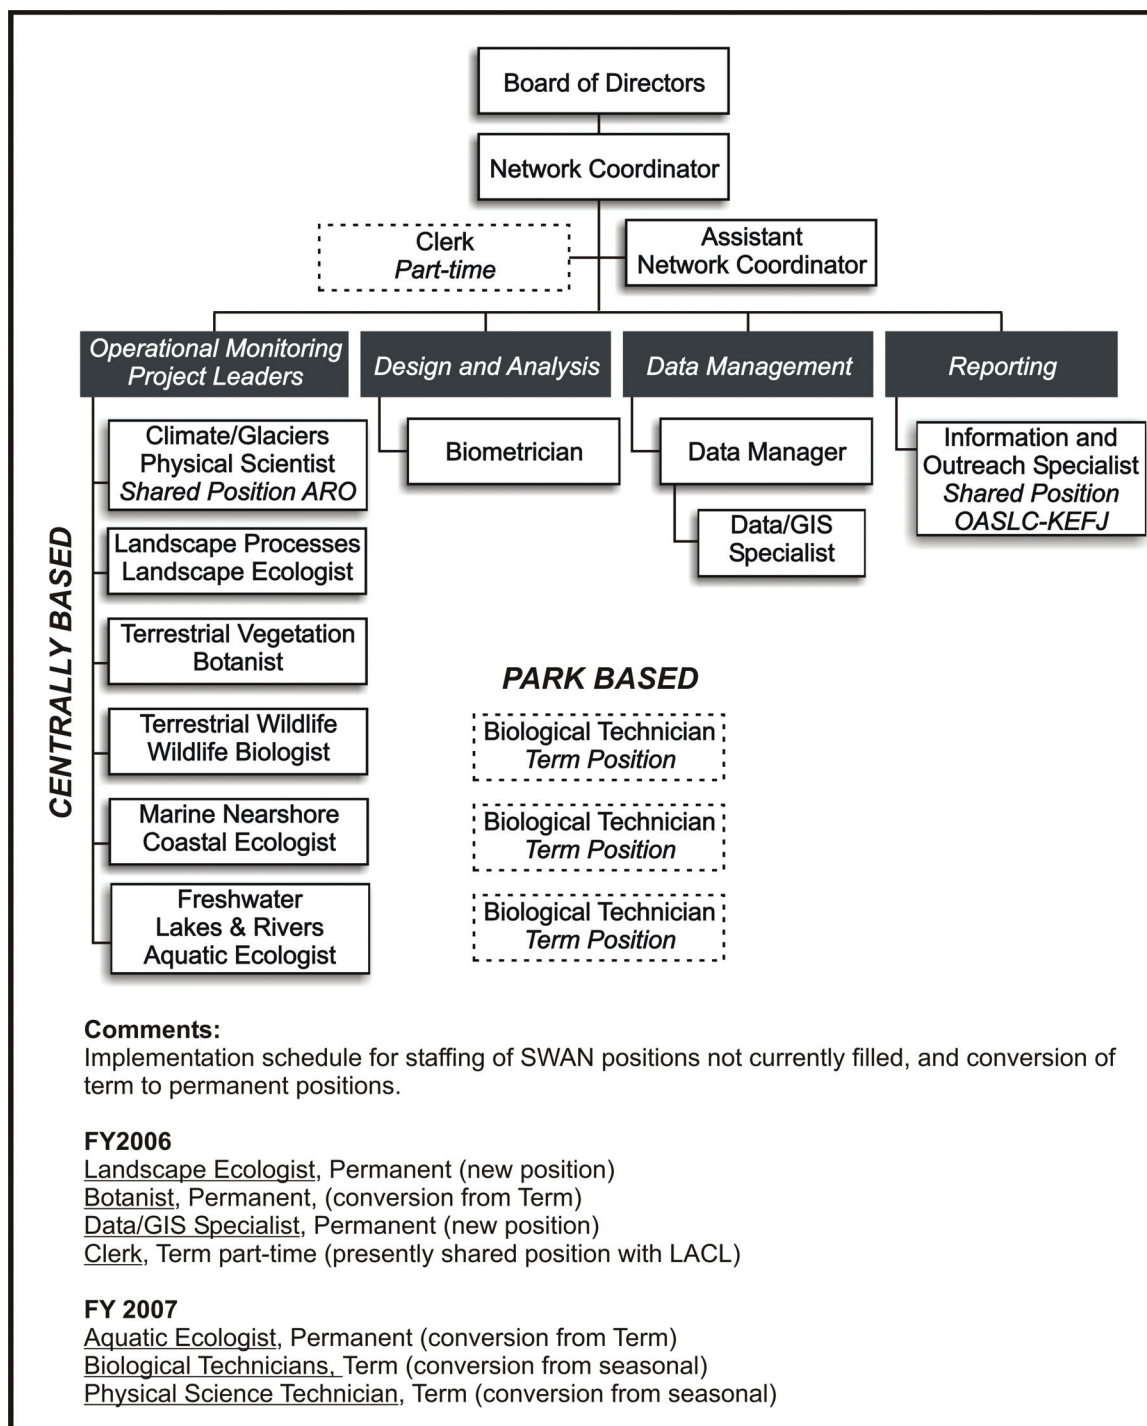 Board of Directors
Network Coordinator
Clerk
Part-time
Assistant
Network Coordinator
Operational Monitoring
Project Leaders
Design and Analysis
Data Management
Reporting
CENTRALLY BASED
Climate/Glaciers
Physical Scientist
Shared Position ARO
Landscape Processes
Landscape Ecologist
Terrestrial Vegetation
Botanist
Terrestrial Wildlife
Wildlife Biologist
Marine Nearshore
Coastal Ecologist
Freshwater
Lakes & Rivers
Aquatic Ecologist
Biometrician
Data Manager
Data/GIS
Specialist
Information and
Outreach Specialist
Shared Position
OASLC-KEFJ
PARK BASED
Biological Technician
Term Position
Biological Technician
Term Position
Biological Technician
Term Position
Comments:
Implementation schedule for staffing of SWAN positions not currently filled, and conversion of
term to permanent positions.
FY2006
Landscape Ecologist, Permanent (new position)
Botanist, Permanent, (conversion from Term)
Data/GIS Specialist, Permanent (new position)
Clerk, Term part-time (presently shared position with LACL)
FY 2007
Aquatic Ecologist, Permanent (conversion from Term)
Biological Technicians, Term (conversion from seasonal)
Physical Science Technician, Term (conversion from seasonal)